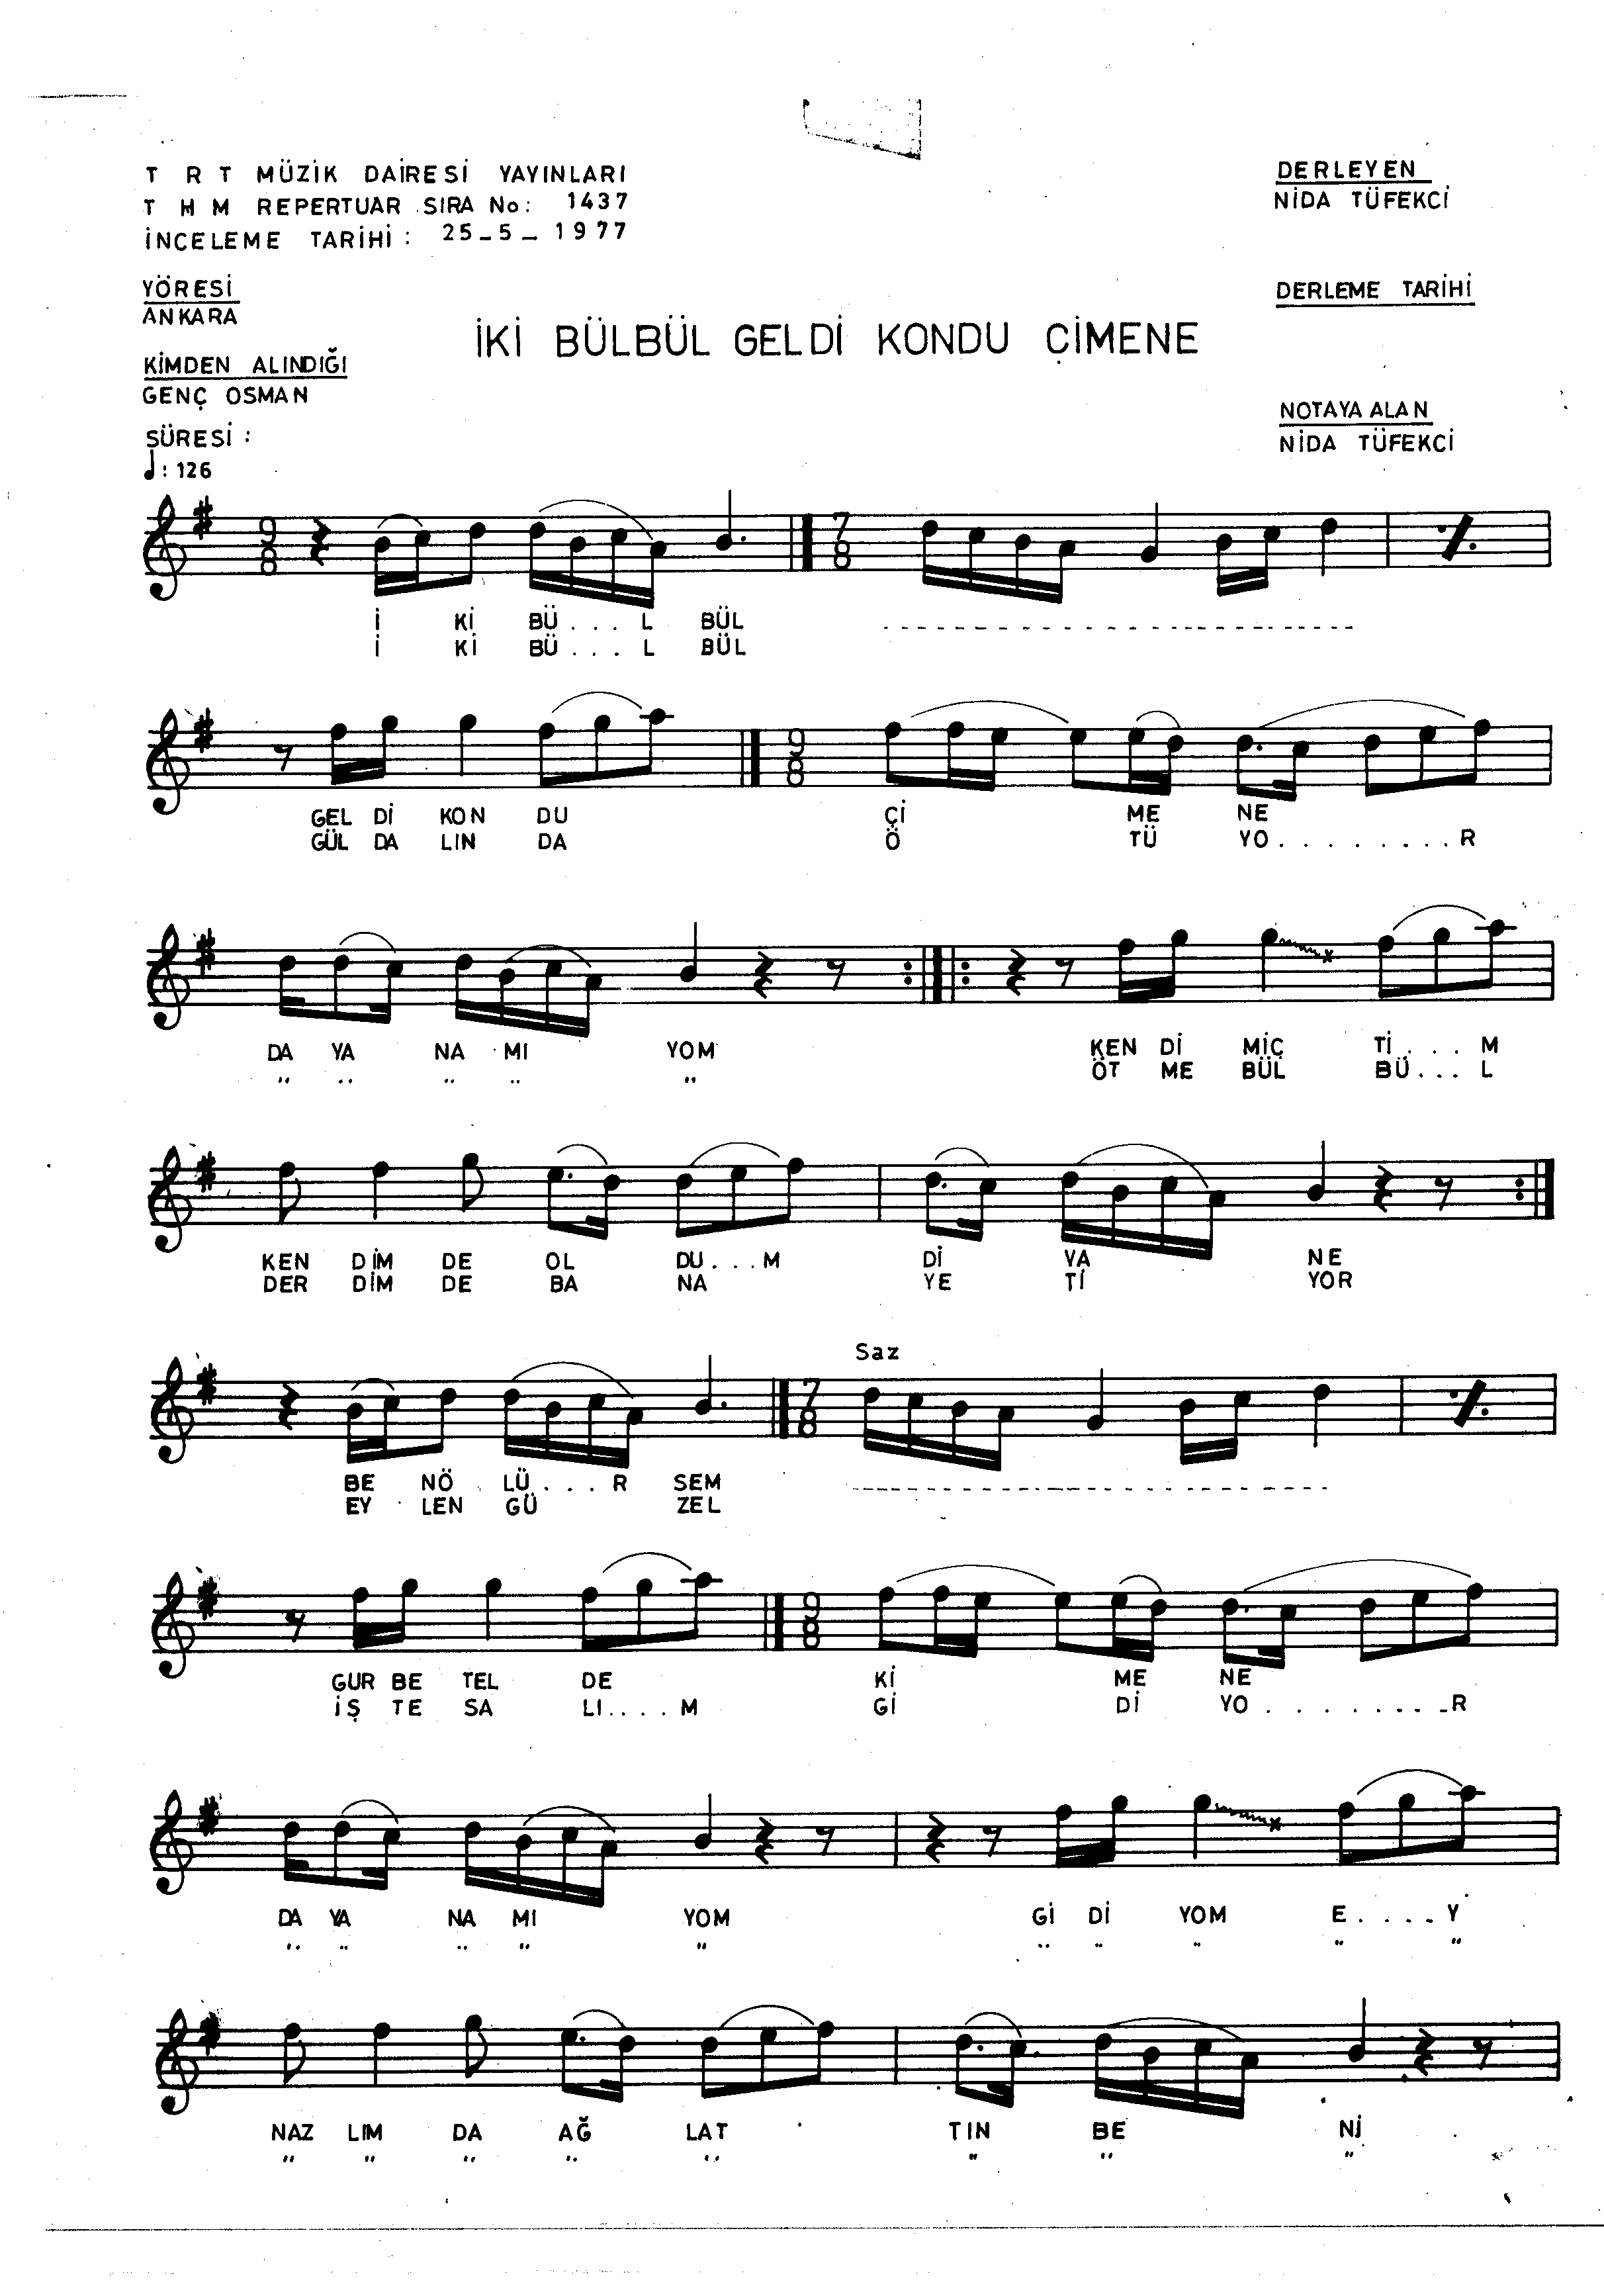 T R T MÜZİK DAİRESİ YAYINLARI
T H M REPERTUAR SIRA No: 1437
İNCELEME TARİHİ: 25-5-1977
DERLEYEN
NİDA TÜFEKCİ
YÖRESİ
ANKARA
DERLEME TARİHİ
İKİ BÜLBÜL GELDİ KONDU ÇİMENE
KİMDEN ALINDIĞI
GENÇ OSMAN
NOTAYA ALAN
NİDA TÜFEKCİ
SÜRESİ :
♩: 126
9/8 7/8
İ Kİ BÜ... L BÜL
İ Kİ BÜ... L BÜL
9/8
GEL Dİ KON DU Çİ ME NE
GÜL DA LIN DA Ö TÜ YO.........R
DA YA NA MI YOM KEN Dİ MİÇ Tİ... M
" " " " " ÖT ME BÜL BÜ... L
KEN DİM DE OL DU...M Dİ VA NE
DER DİM DE BA NA YE Tİ YOR
Saz
7/8
BE NÖ LÜ... R SEM
EY LEN GÜ ZEL
9/8
GUR BE TEL DE Kİ ME NE
İŞ TE SA LI.... M Gİ Dİ YO.........R
DA YA NA MI YOM Gİ Dİ YOM E.... Y
" " " " " " " " " "
NAZ LIM DA AĞ LAT TIN BE Nİ
" " " " " " " "